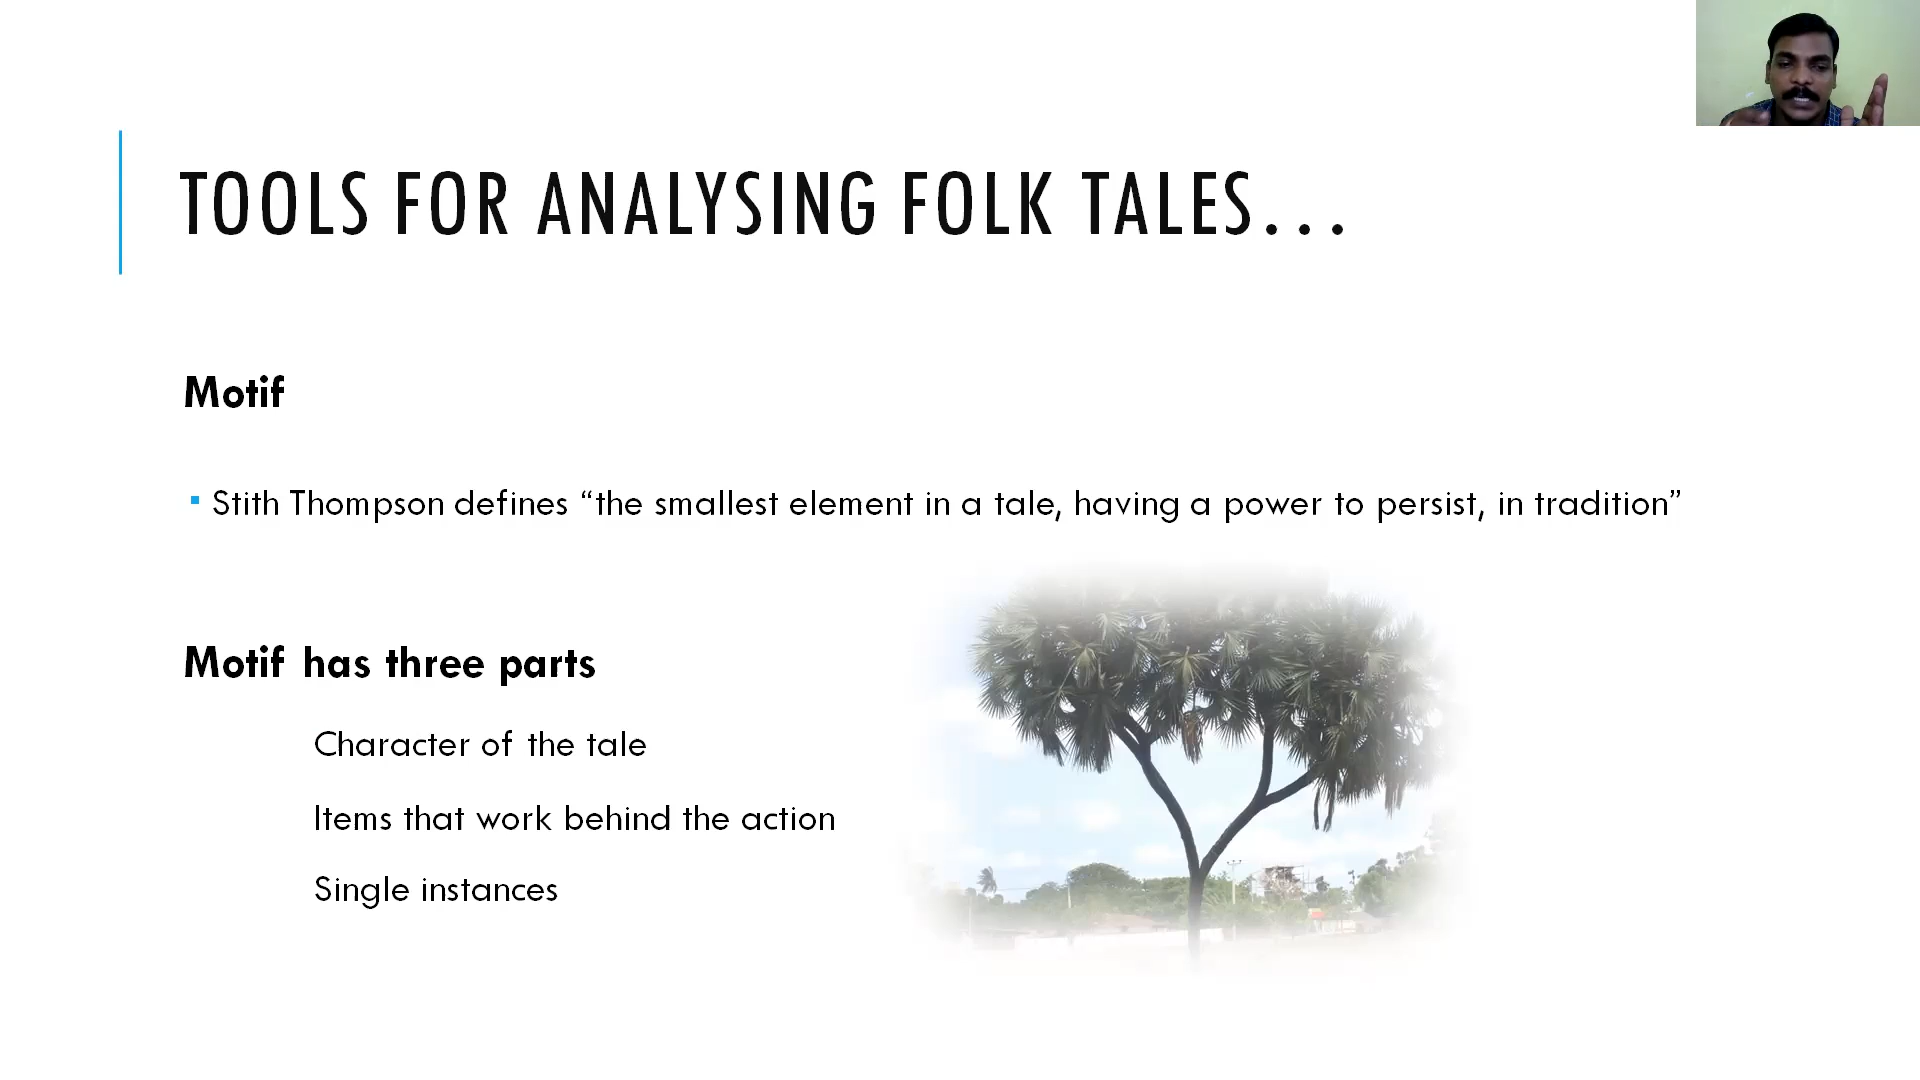 TOOLS FOR ANALYSING FOLK TALES...
Motif
▪ Stith Thompson defines “the smallest element in a tale, having a power to persist, in tradition”
Motif has three parts
Character of the tale
Items that work behind the action
Single instances